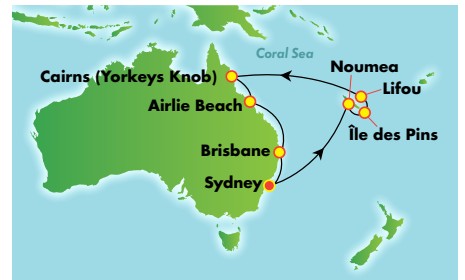 Coral Sea
Noumea
Cairns (Yorkeys Knob)
Lifou
Airlie Beach
Île des Pins
Brisbane
Sydney